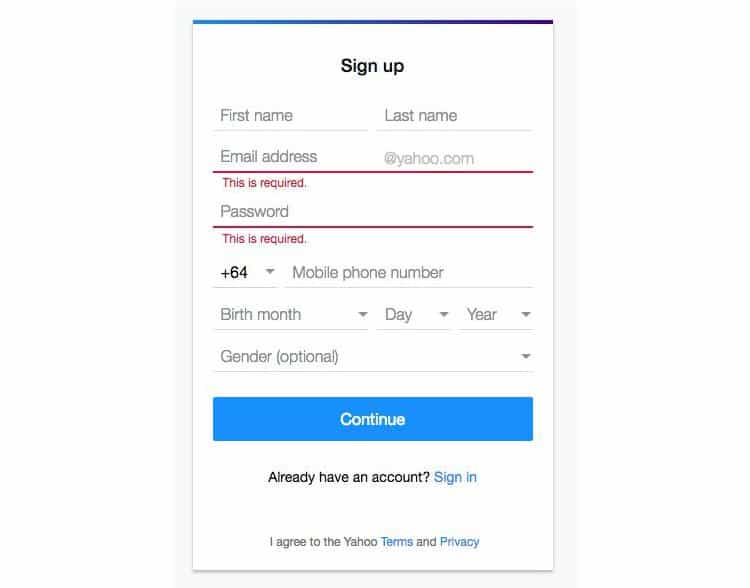 Sign up
First name Last name
Email address @yahoo.com
This is required.
Password
This is required.
+64 Mobile phone number
Birth month Day Year
Gender (optional)
Continue
Already have an account? Sign in
I agree to the Yahoo Terms and Privacy